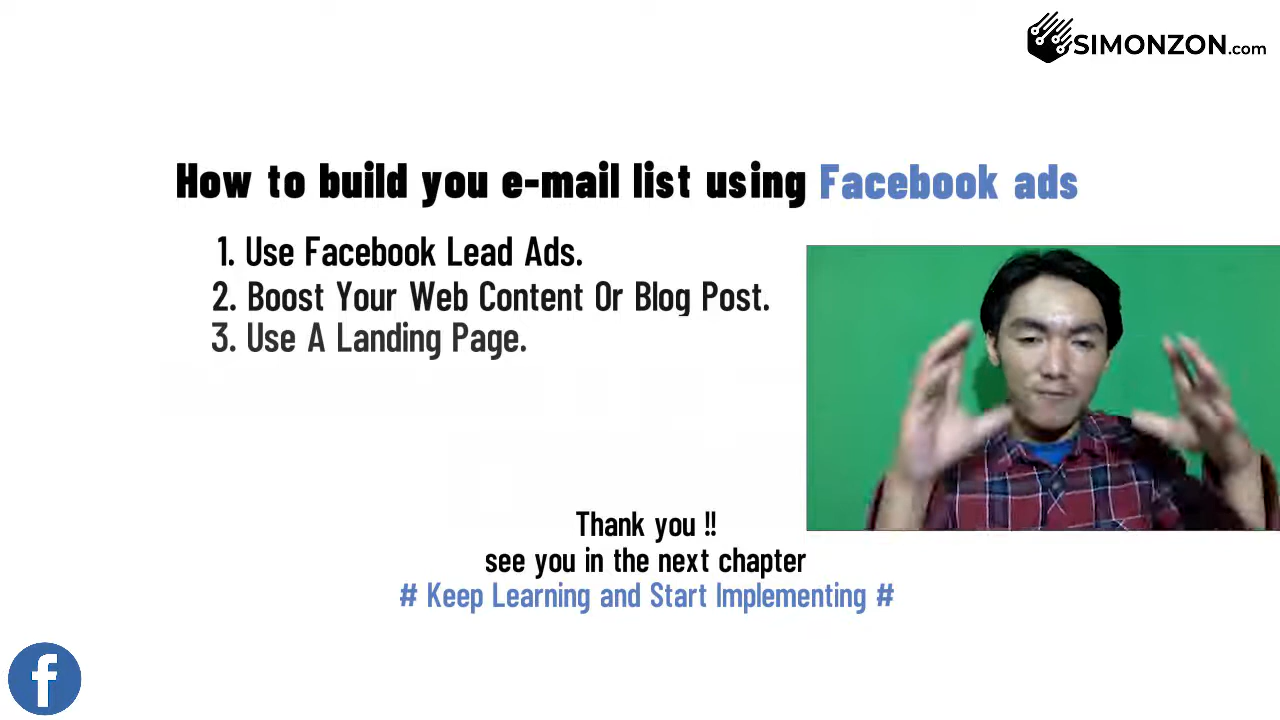 SIMONZON.com
How to build you e-mail list using Facebook ads
1. Use Facebook Lead Ads.
2. Boost Your Web Content Or Blog Post.
3. Use A Landing Page.
Thank you !!
see you in the next chapter
# Keep Learning and Start Implementing #
f